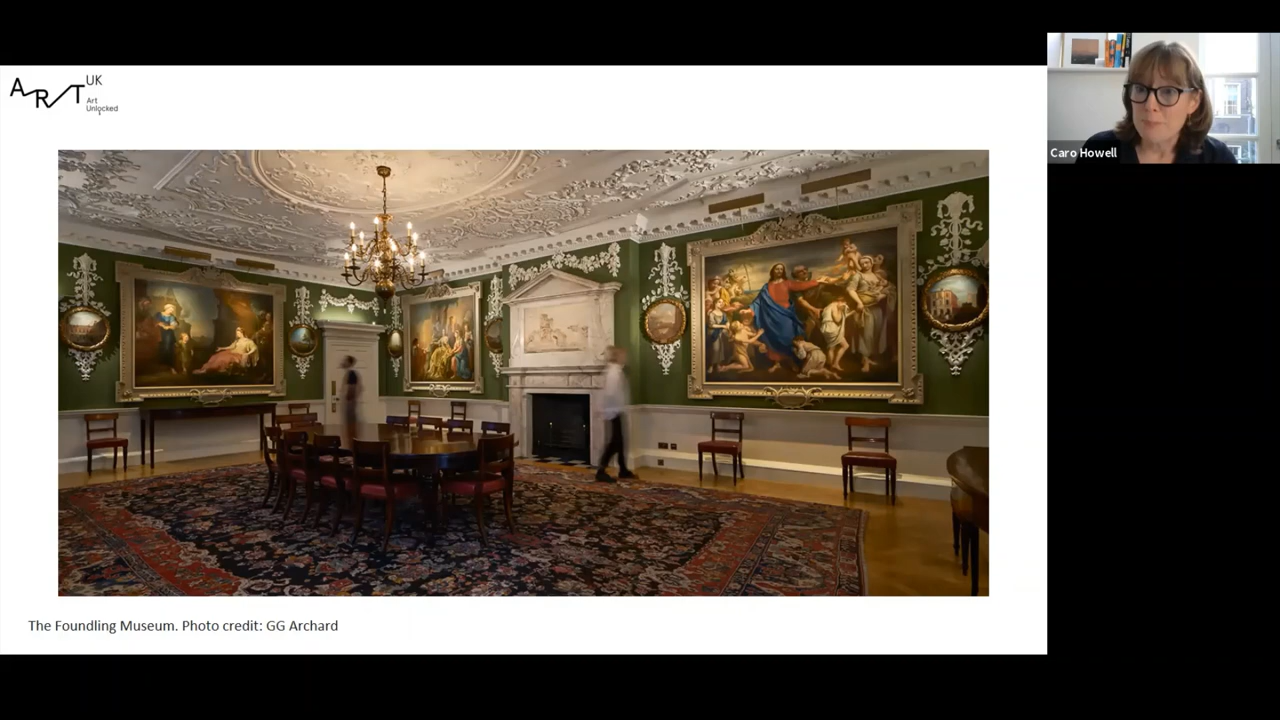 ART UK
Art
Unlocked
Caro Howell
The Foundling Museum. Photo credit: GG Archard